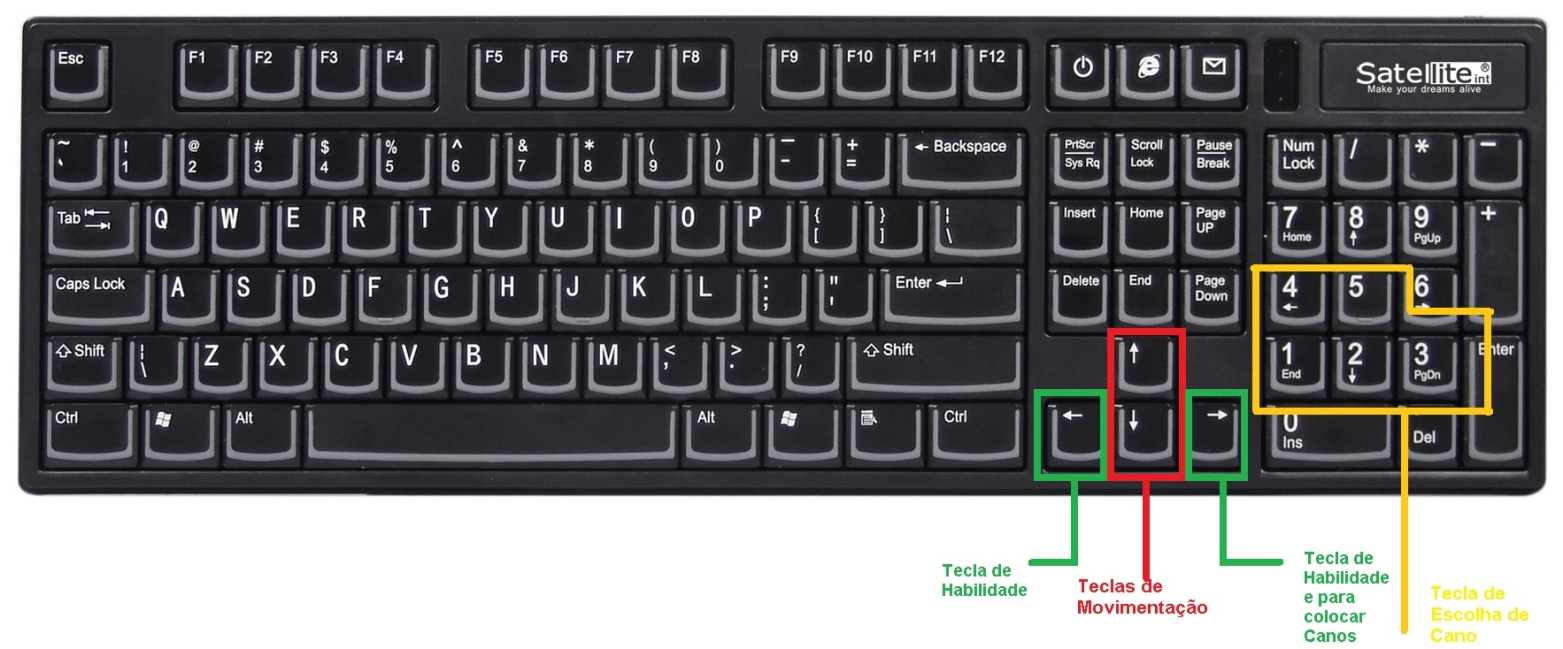 Esc F1 F2 F3 F4 F5 F6 F7 F8 F9 F10 F11 F12
Satellite® int
Make your dreams alive
~ ` ! 1 @ 2 # 3 $ 4 % 5 ^ 6 & 7 * 8 ( 9 ) 0 — - + = ← Backspace
PrtScr Sys Rq Scroll Lock Pause Break
Num Lock / * –
Tab Q W E R T Y U I O P { [ } ] ¦ \
Insert Home Page UP
7 Home 8 ↑ 9 PgUp +
Caps Lock A S D F G H J K L : ; " ' Enter
Delete End Page Down
4 ← 5 6 →
Shift ¦ \ Z X C V B N M < , > . ? / Shift
↑
1 End 2 ↓ 3 PgDn Enter
Ctrl Alt Alt Ctrl
← ↓ →
0 Ins Del
Tecla de
Habilidade
Teclas de
Movimentação
Tecla de
Habilidade
e para
colocar
Canos
Tecla de
Escolha de
Cano